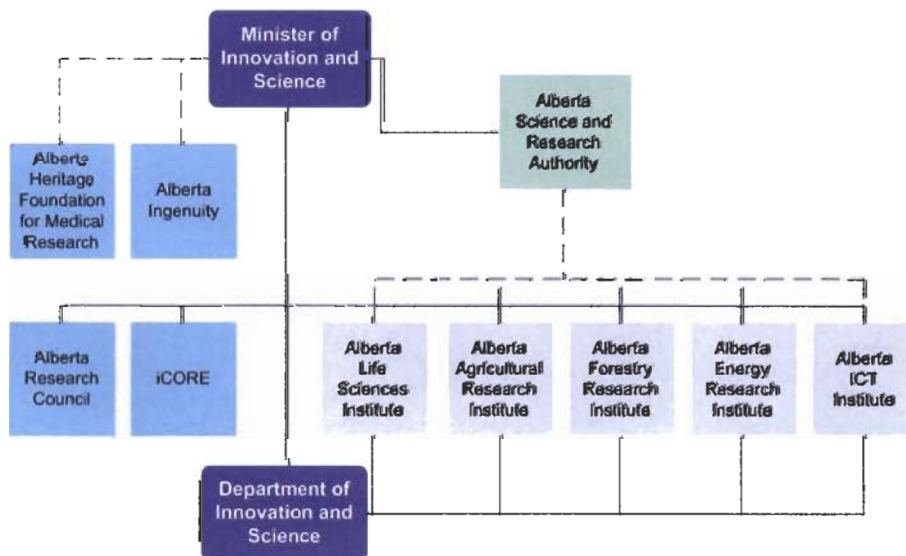 Minister of
Innovation and
Science
Alberta
Science and
Research
Authority
Alberta
Heritage
Foundation
for Medical
Research
Alberta
Ingenuity
Alberta
Research
Council
iCORE
Alberta
Life
Sciences
Institute
Alberta
Agricultural
Research
Institute
Alberta
Forestry
Research
Institute
Alberta
Energy
Research
Institute
Alberta
ICT
Institute
Department of
Innovation and
Science